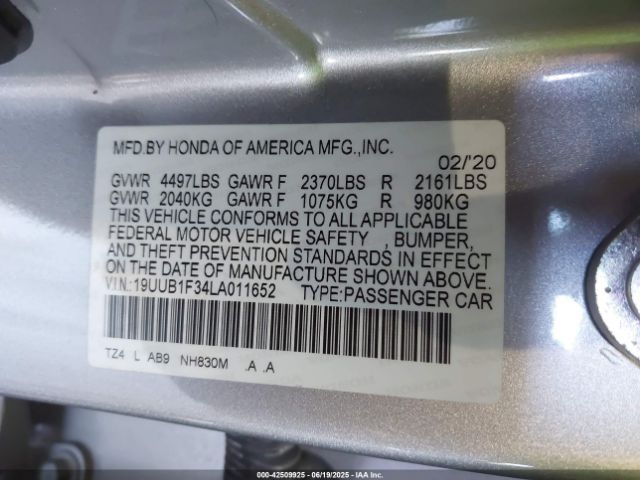 MFD.BY HONDA OF AMERICA MFG.,INC.
02/'20
GVWR 4497LBS GAWR F 2370LBS R 2161LBS
GVWR 2040KG GAWR F 1075KG R 980KG
THIS VEHICLE CONFORMS TO ALL APPLICABLE
FEDERAL MOTOR VEHICLE SAFETY , BUMPER,
AND THEFT PREVENTION STANDARDS IN EFFECT
ON THE DATE OF MANUFACTURE SHOWN ABOVE.
VIN:19UUB1F34LA011652 TYPE:PASSENGER CAR
TZ4 L AB9 NH830M .A .A
000-42509925 - 06/19/2025 - IAA Inc.